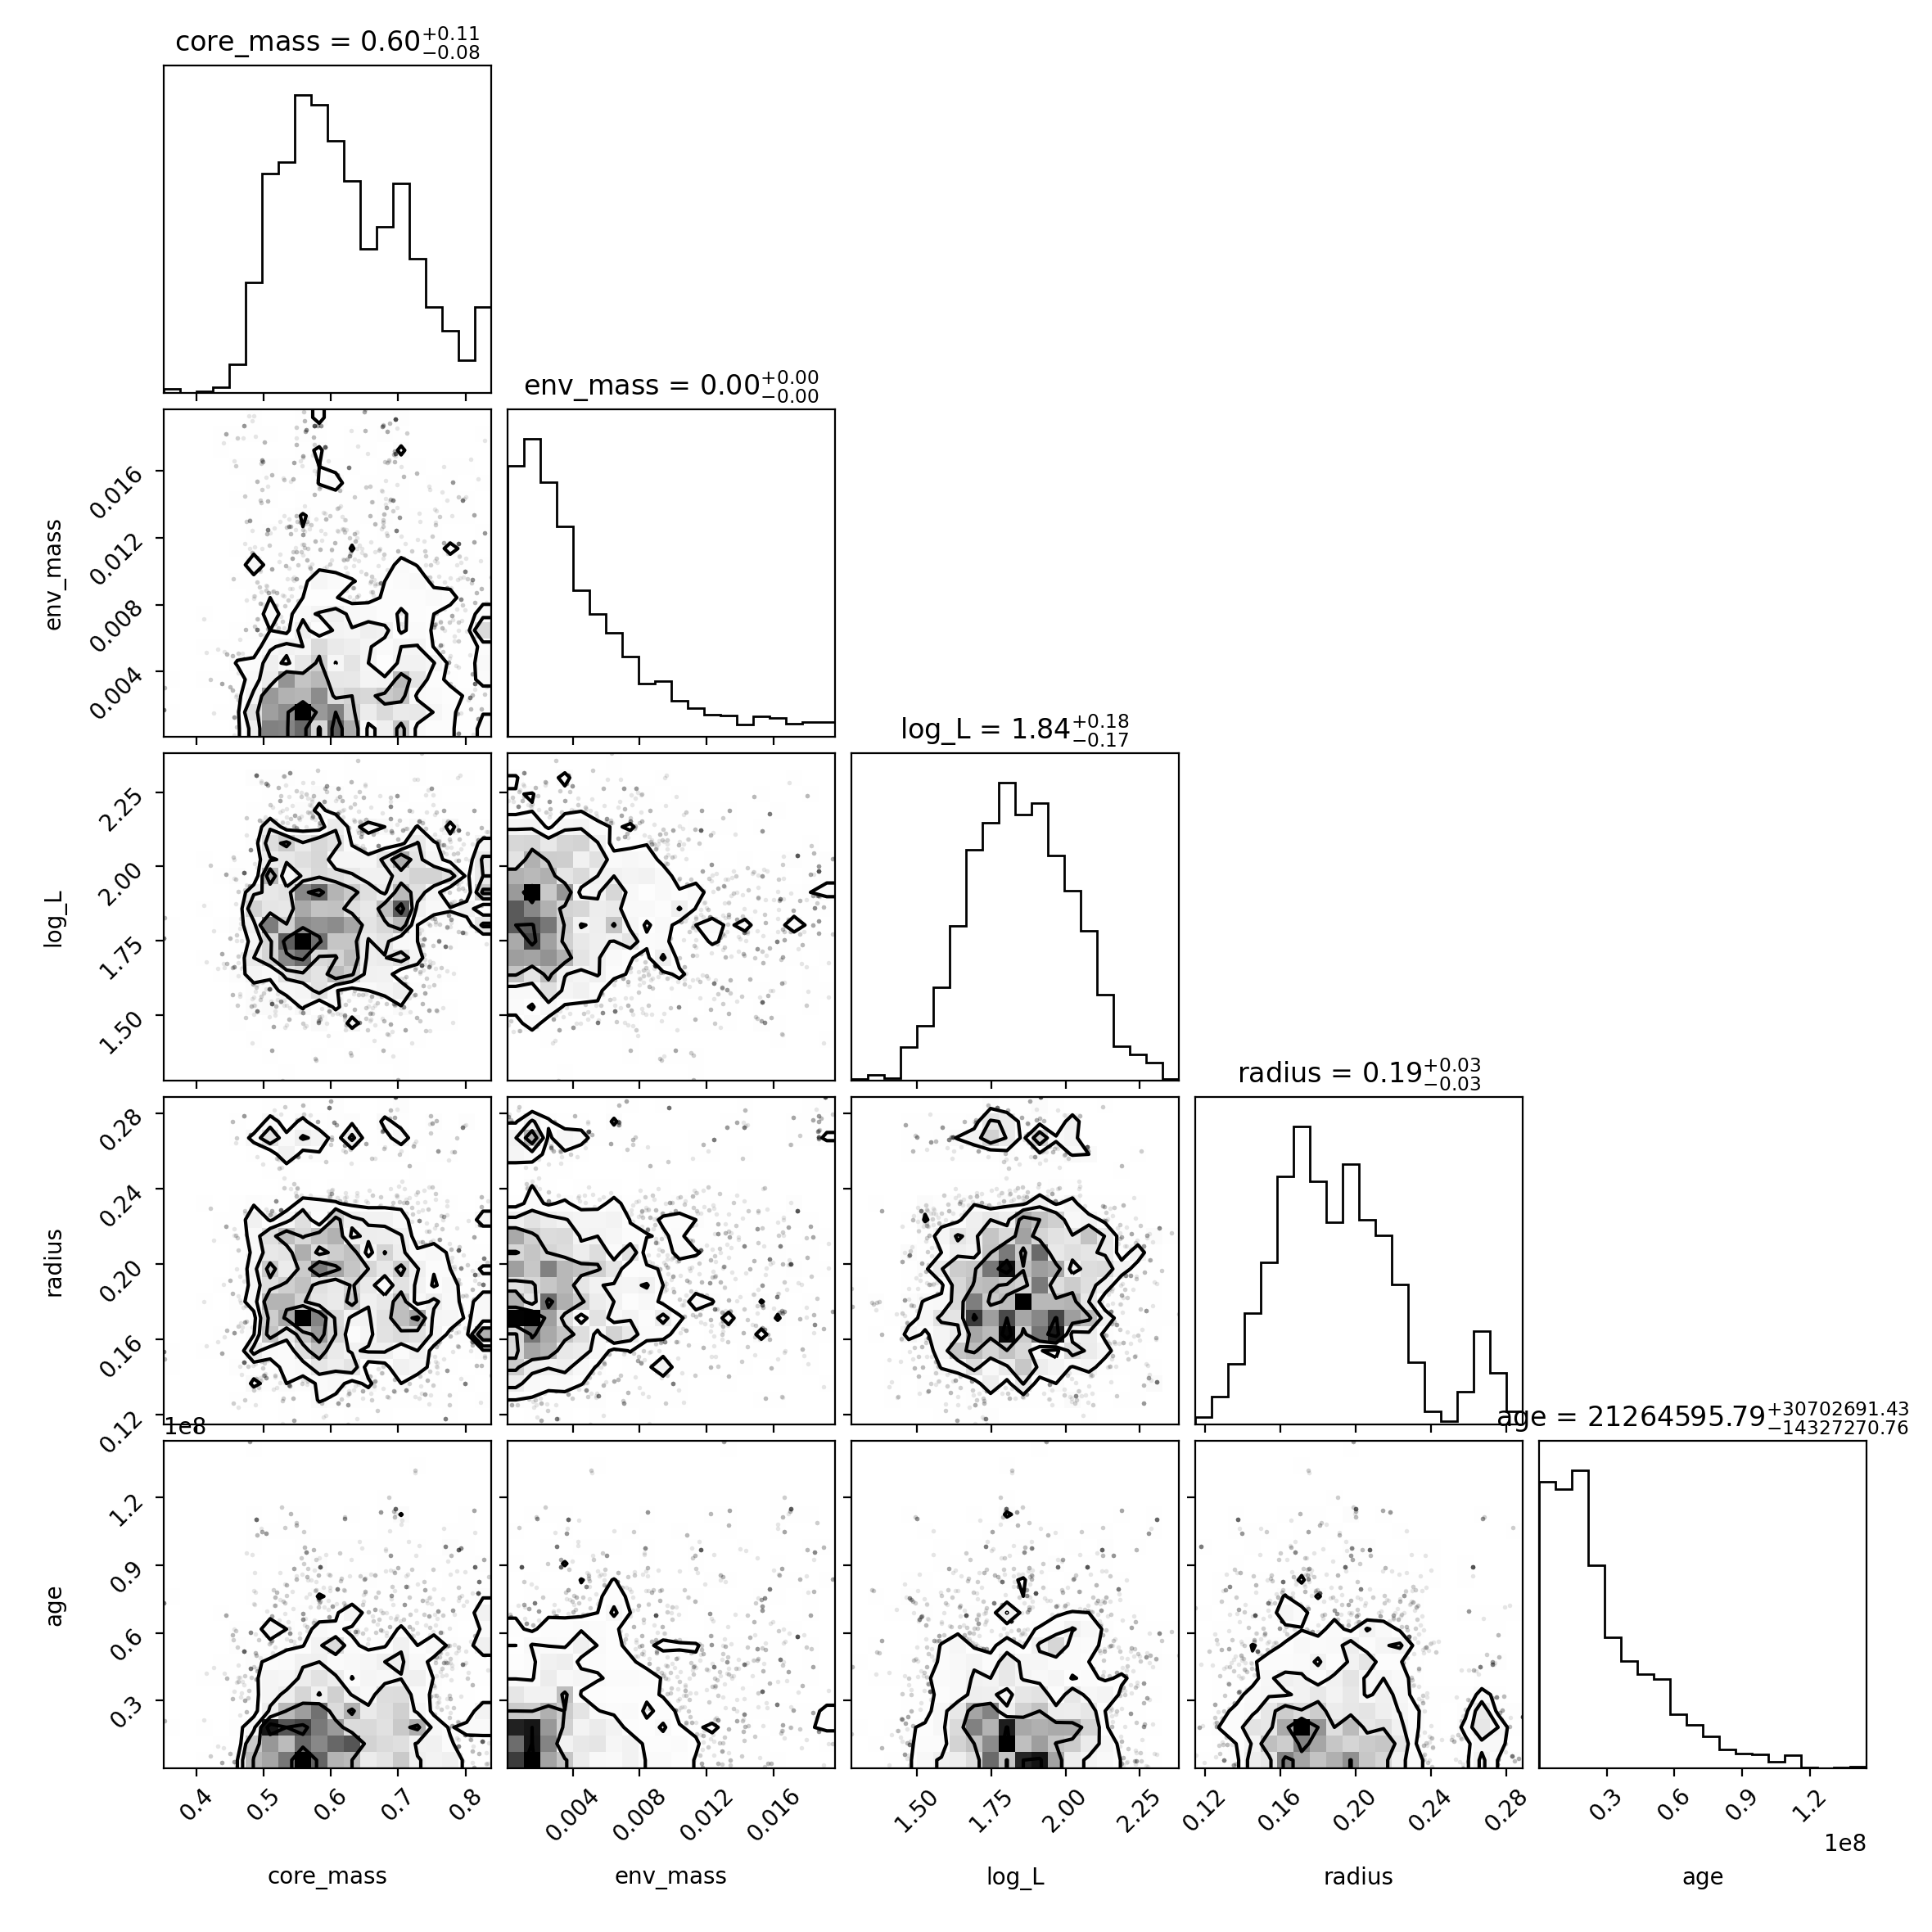 core_mass = 0.60+0.11−0.08
env_mass = 0.00+0.00−0.00
0.016
0.012
0.008
0.004
env_mass
log_L = 1.84+0.18−0.17
2.25
2.00
1.75
1.50
log_L
radius = 0.19+0.03−0.03
0.28
0.24
0.20
0.16
0.12
radius
1e8
age = 21264595.79+30702691.43−14327270.76
1.2
0.9
0.6
0.3
age
0.4 0.5 0.6 0.7 0.8
0.004 0.008 0.012 0.016
1.50 1.75 2.00 2.25
0.12 0.16 0.20 0.24 0.28
0.3 0.6 0.9 1.2
1e8
core_mass
env_mass
log_L
radius
age